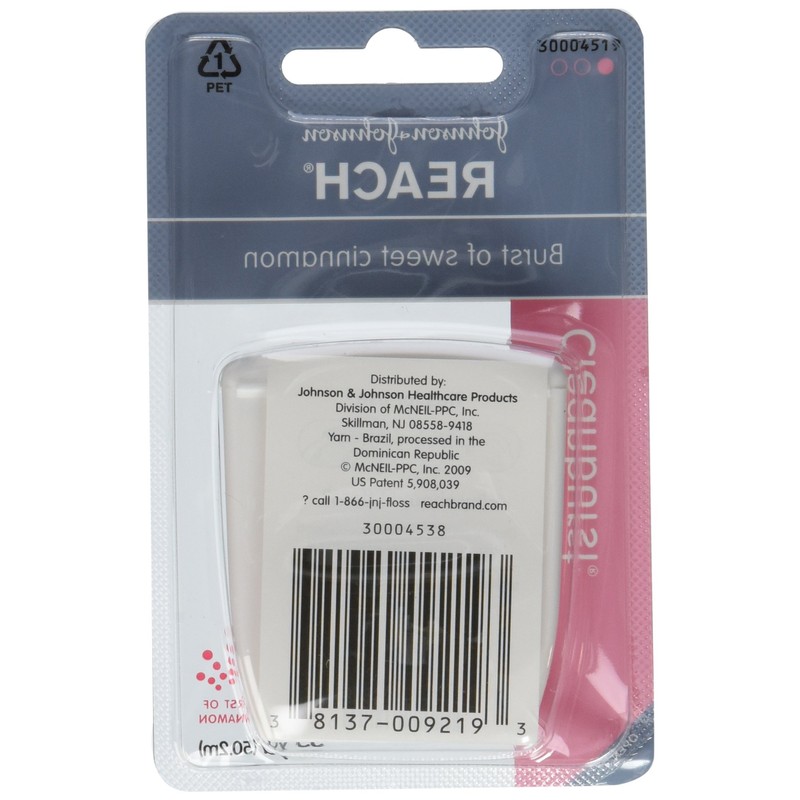 1
PET
30004519
Johnson & Johnson
REACH®
Burst of sweet cinnamon
Cleanburst®
Distributed by:
Johnson & Johnson Healthcare Products
Division of McNEIL-PPC, Inc.
Skillman, NJ 08558-9418
Yarn - Brazil, processed in the
Dominican Republic
© McNEIL-PPC, Inc. 2009
US Patent 5,908,039
? call 1-866-jnj-floss reachbrand.com
30004538
3 8137-009219 3
OF
(50.2m)